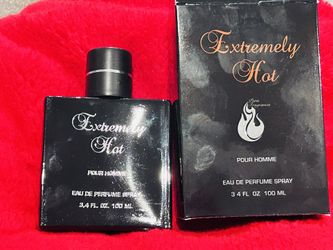 Extremely
Hot
POUR HOMME
EAU DE PERFUME SPRAY
3,4 FL. OZ. 100 ML
Extremely
Hot
POUR HOMME
EAU DE PERFUME SPRAY
3.4 FL OZ 100 ML